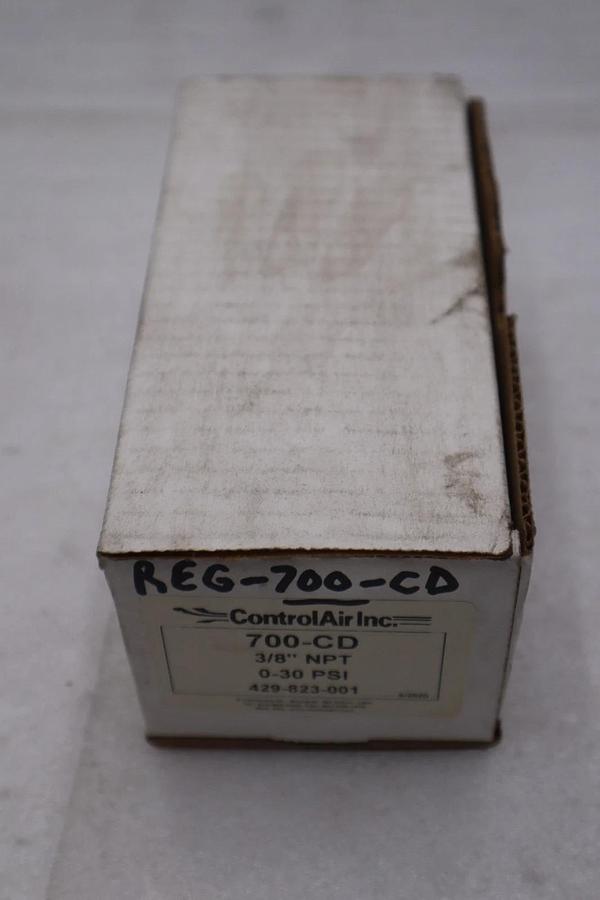 REG-700-CD
ControlAir Inc.
700-CD
3/8" NPT
0-30 PSI
429-823-001